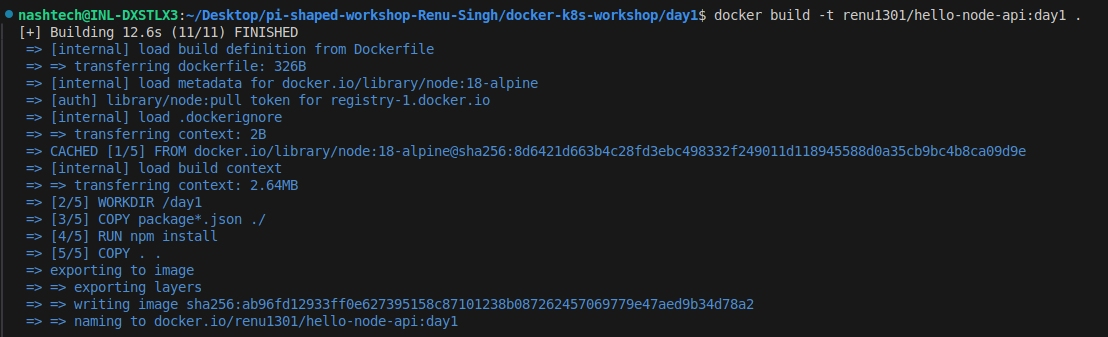 nashtech@INL-DXSTLX3:~/Desktop/pi-shaped-workshop-Renu-Singh/docker-k8s-workshop/day1$ docker build -t renu1301/hello-node-api:day1 .
[+] Building 12.6s (11/11) FINISHED
=> [internal] load build definition from Dockerfile
=> => transferring dockerfile: 326B
=> [internal] load metadata for docker.io/library/node:18-alpine
=> [auth] library/node:pull token for registry-1.docker.io
=> [internal] load .dockerignore
=> => transferring context: 2B
=> CACHED [1/5] FROM docker.io/library/node:18-alpine@sha256:8d6421d663b4c28fd3ebc498332f249011d118945588d0a35cb9bc4b8ca09d9e
=> [internal] load build context
=> => transferring context: 2.64MB
=> [2/5] WORKDIR /day1
=> [3/5] COPY package*.json ./
=> [4/5] RUN npm install
=> [5/5] COPY . .
=> exporting to image
=> => exporting layers
=> => writing image sha256:ab96fd12933ff0e627395158c87101238b087262457069779e47aed9b34d78a2
=> => naming to docker.io/renu1301/hello-node-api:day1